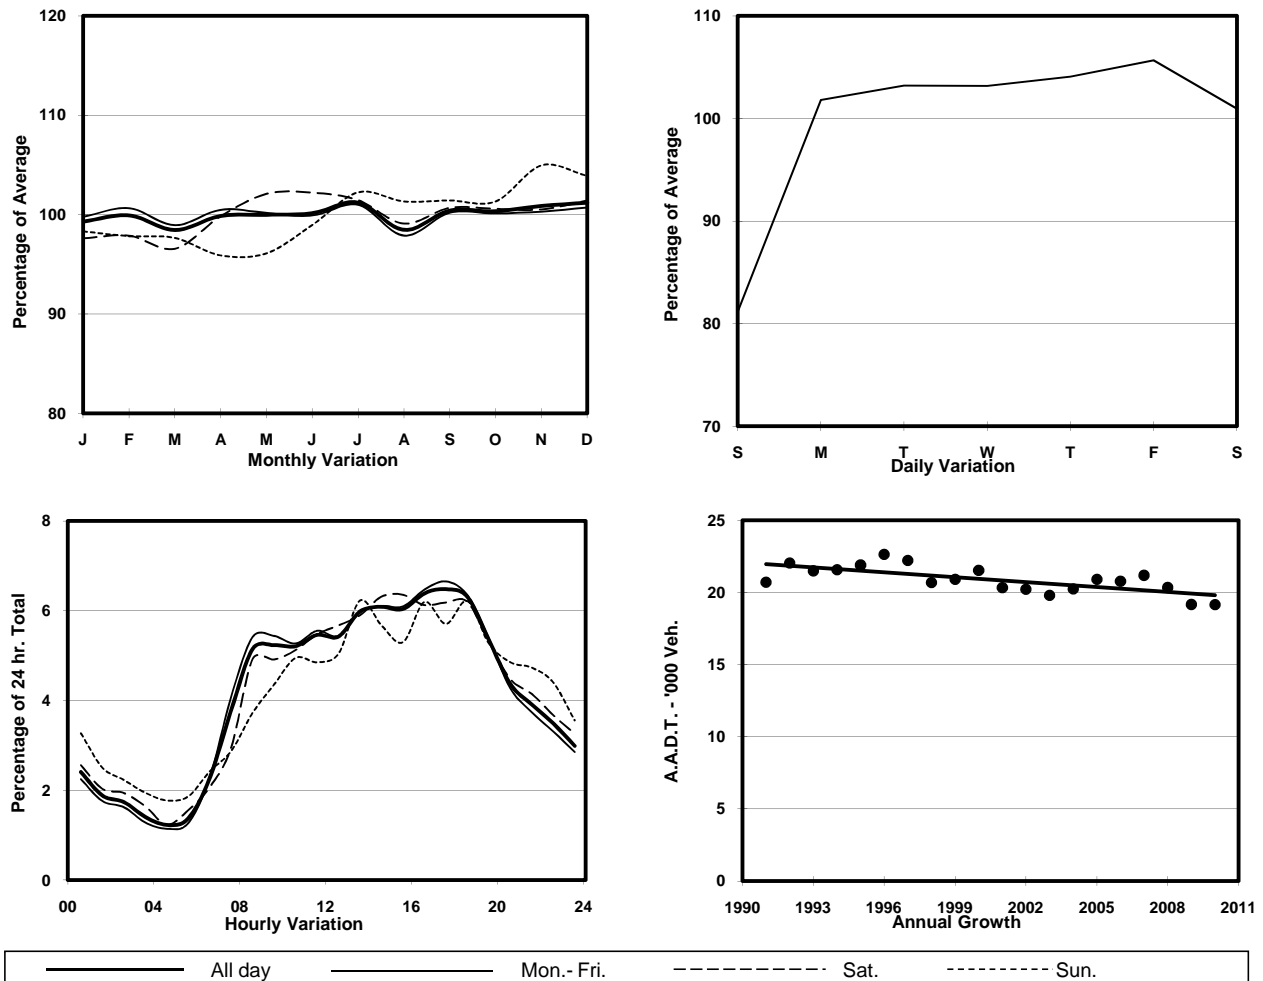 120
110
100
90
80
Percentage of Average
J F M A M J J A S O N D
Monthly Variation
110
100
90
80
70
Percentage of Average
S M T W T F S
Daily Variation
8
6
4
2
0
Percentage of 24 hr. Total
00 04 08 12 16 20 24
Hourly Variation
25
20
15
10
5
0
A.A.D.T. - '000 Veh.
1990 1993 1996 1999 2002 2005 2008 2011
Annual Growth
All day Mon.- Fri. Sat. Sun.